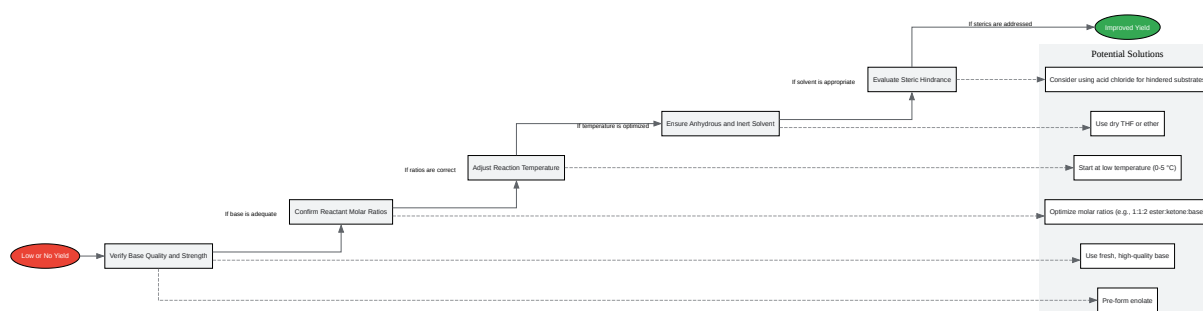 If sterics are addressed
Improved Yield
Potential Solutions
If solvent is appropriate
Evaluate Steric Hindrance
Consider using acid chloride for hindered substrates
If temperature is optimized
Ensure Anhydrous and Inert Solvent
Use dry THF or ether
If ratios are correct
Adjust Reaction Temperature
Start at low temperature (0-5 °C)
If base is adequate
Confirm Reactant Molar Ratios
Optimize molar ratios (e.g., 1:1:2 ester:ketone:base
Low or No Yield
Verify Base Quality and Strength
Use fresh, high-quality base
Pre-form enolate